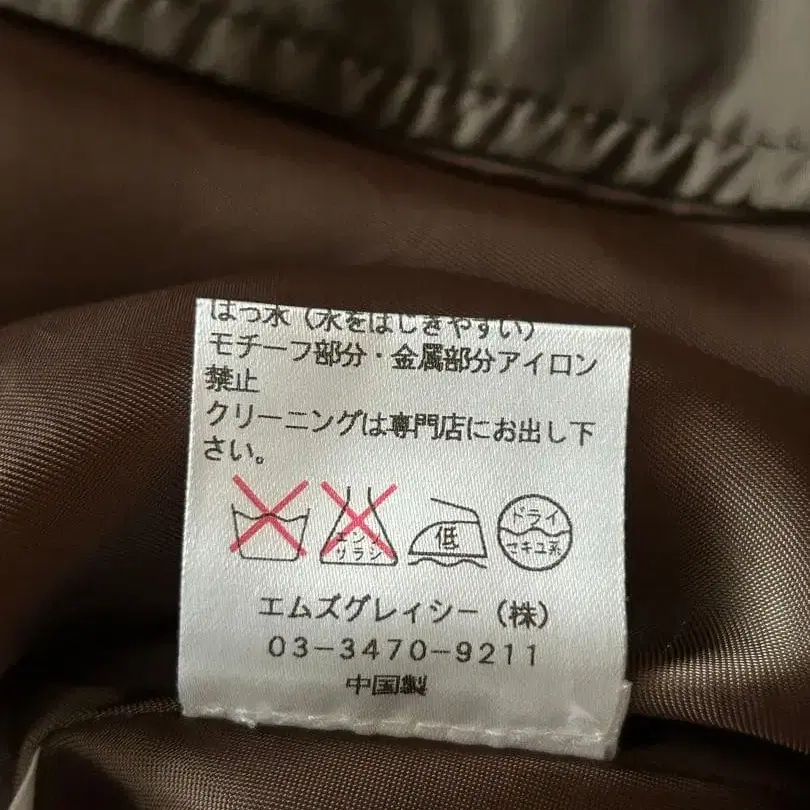 はっ水（水をはじきやすい）
モチーフ部分・金属部分アイロン
禁止
クリーニングは専門店にお出し下
さい。
エンソ
サラシ
低
ドライ
セキユ系
エムズグレイシー（株）
03-3470-9211
中国製